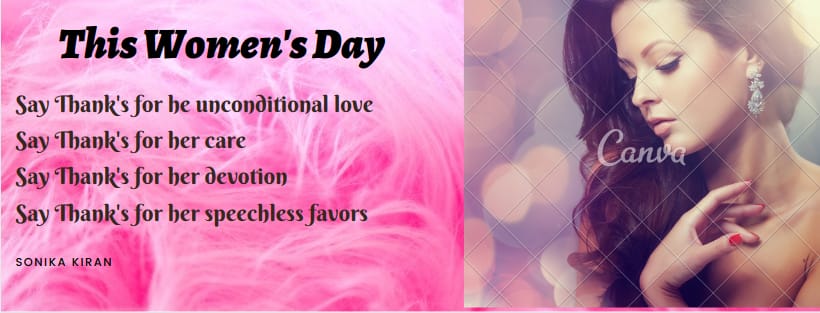 This Women's Day
Say Thank's for he unconditional love
Say Thank's for her care
Say Thank's for her devotion
Say Thank's for her speechless favors
SONIKA KIRAN
Canva